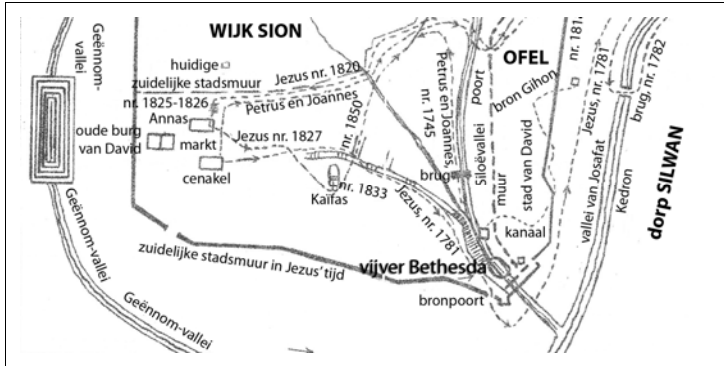 WIJK SION
OFEL
Geënnom-
vallei
huidige
zuidelijke stadsmuur
Jezus nr. 1820
nr. 1825-1826
Annas
Petrus en Joannes
oude burg
van David
markt
Jezus nr. 1827
cenakel
nr. 1850
Kaïfas
nr. 1833
Petrus en Joannes,
nr. 1745
brug
poort
Siloëvallei
muur
bron Gihon
stad van David
Jezus, nr. 1781
vallei van Josafat
Kedron
brug, nr. 1782
dorp SILWAN
Jezus, nr. 1781
kanaal
vijver Bethesda
bronpoort
zuidelijke stadsmuur in Jezus' tijd
Geënnom-
vallei
Geënnom-vallei